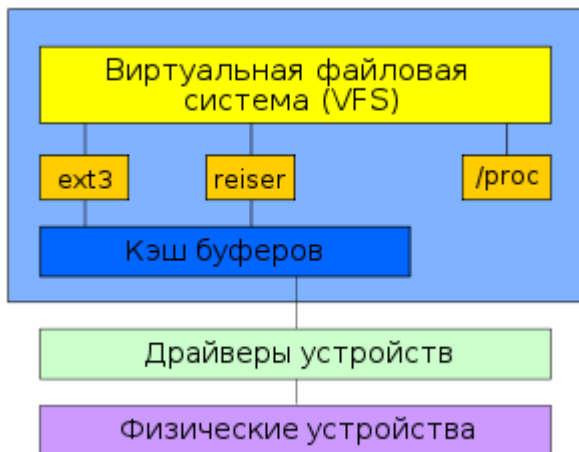 Виртуальная файловая
система (VFS)
ext3
reiser
/proc
Кэш буферов
Драйверы устройств
Физические устройства